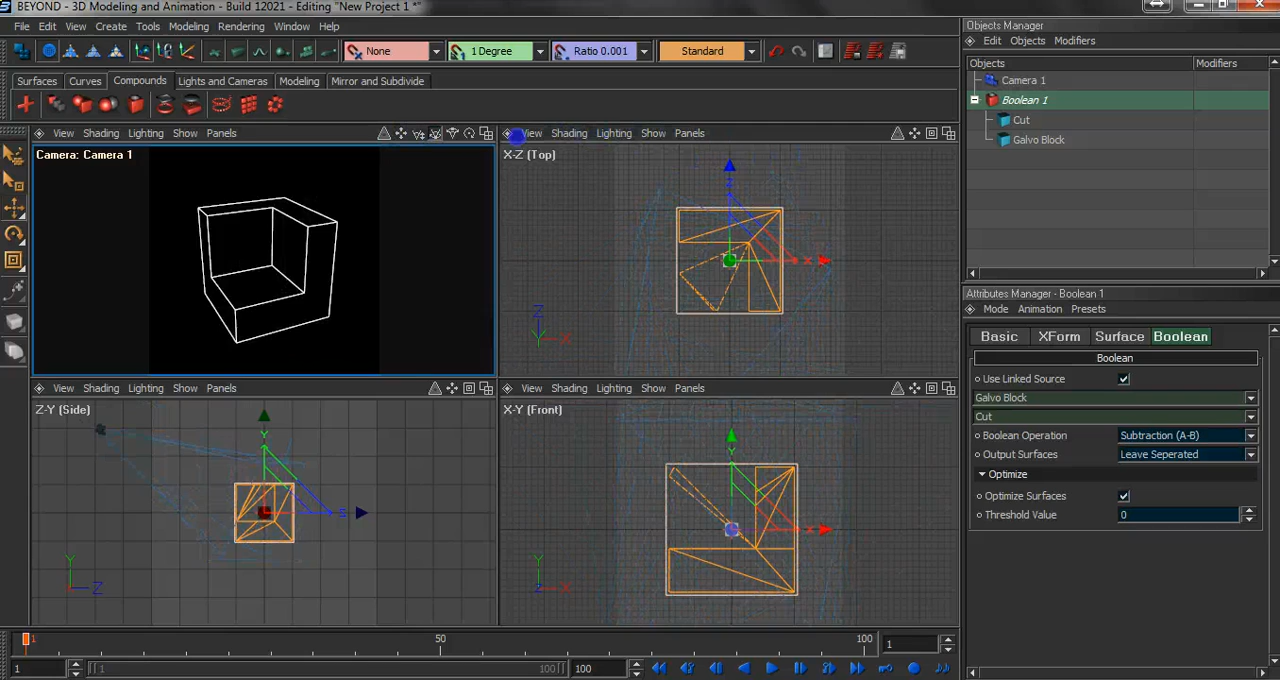 BEYOND - 3D Modeling and Animation - Build 12021 - Editing "New Project 1 *"
File Edit View Create Tools Modeling Rendering Window Help
None 1 Degree Ratio 0.001 Standard
Surfaces Curves Compounds Lights and Cameras Modeling Mirror and Subdivide
View Shading Lighting Show Panels
Camera: Camera 1
View Shading Lighting Show Panels
X-Z (Top)
Z
X
Z
X
View Shading Lighting Show Panels
Z-Y (Side)
Y
Y
Z
View Shading Lighting Show Panels
X-Y (Front)
Y
X
Y
X
Objects Manager
Edit Objects Modifiers
Objects Modifiers
Camera 1
Boolean 1
Cut
Galvo Block
Attributes Manager - Boolean 1
Mode Animation Presets
Basic XForm Surface Boolean
Boolean
Use Linked Source
Galvo Block
Cut
Boolean Operation Subtraction (A-B)
Output Surfaces Leave Seperated
Optimize
Optimize Surfaces
Threshold Value 0
1 50 100 1
1 1 100 100